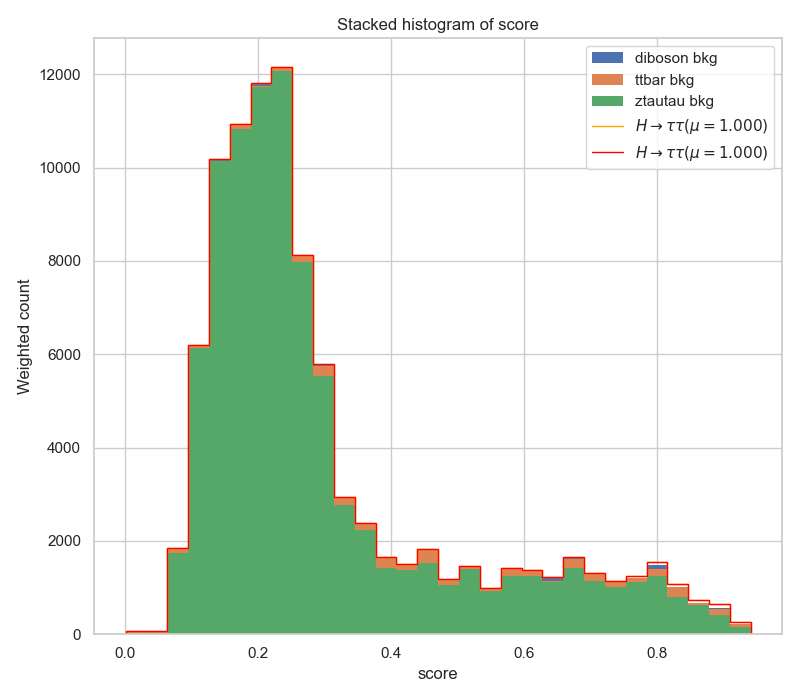 Stacked histogram of score
diboson bkg
ttbar bkg
ztautau bkg
H → ττ(μ = 1.000)
H → ττ(μ = 1.000)
Weighted count
12000
10000
8000
6000
4000
2000
0
0.0 0.2 0.4 0.6 0.8
score